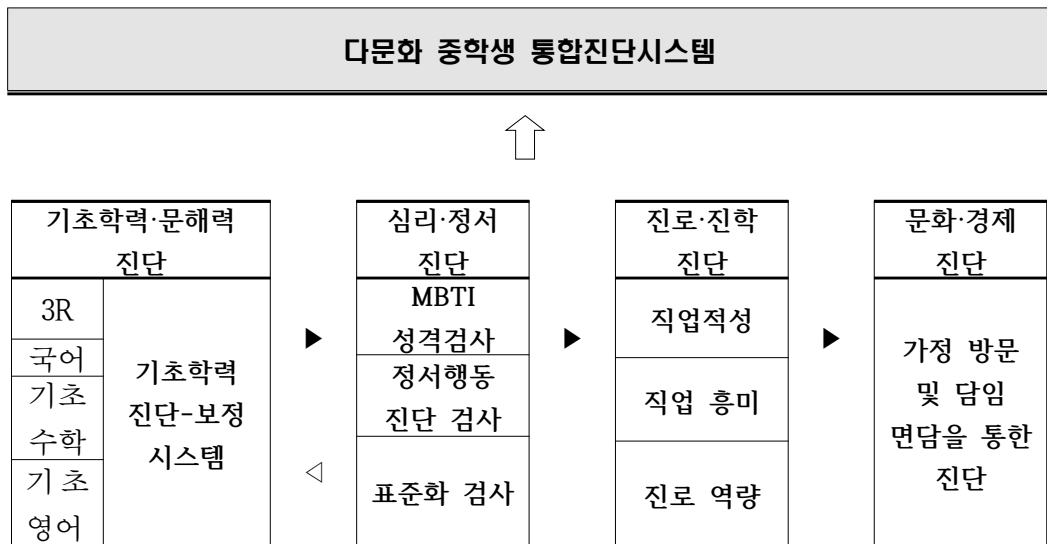 다문화 중학생 통합진단시스템
기초학력·문해력
진단
3R
국어
기초
수학
기 초
영어
기초학력
진단-보정
시스템
▶
◁
심리·정서
진단
MBTI
성격검사
정서행동
진단 검사
표준화 검사
▶
진로·진학
진단
직업적성
직업 흥미
진로 역량
▶
문화·경제
진단
가정 방문
및 담임
면담을 통한
진단